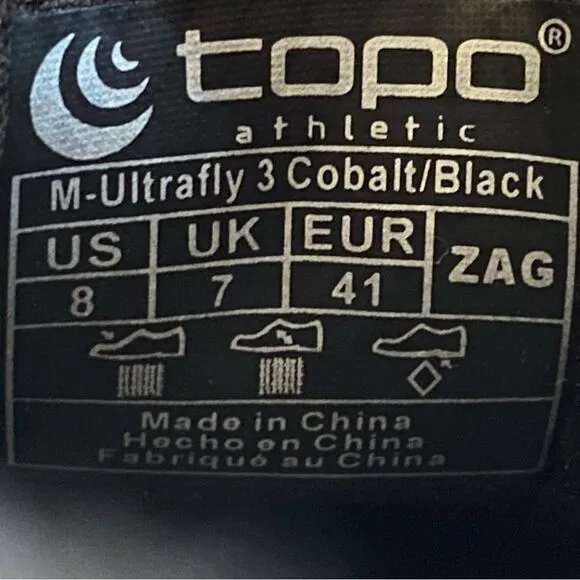 topo®
athletic
M-Ultrafly 3 Cobalt/Black
US UK EUR ZAG
8 7 41
Made in China
Hecho en China
Fabriqué au China